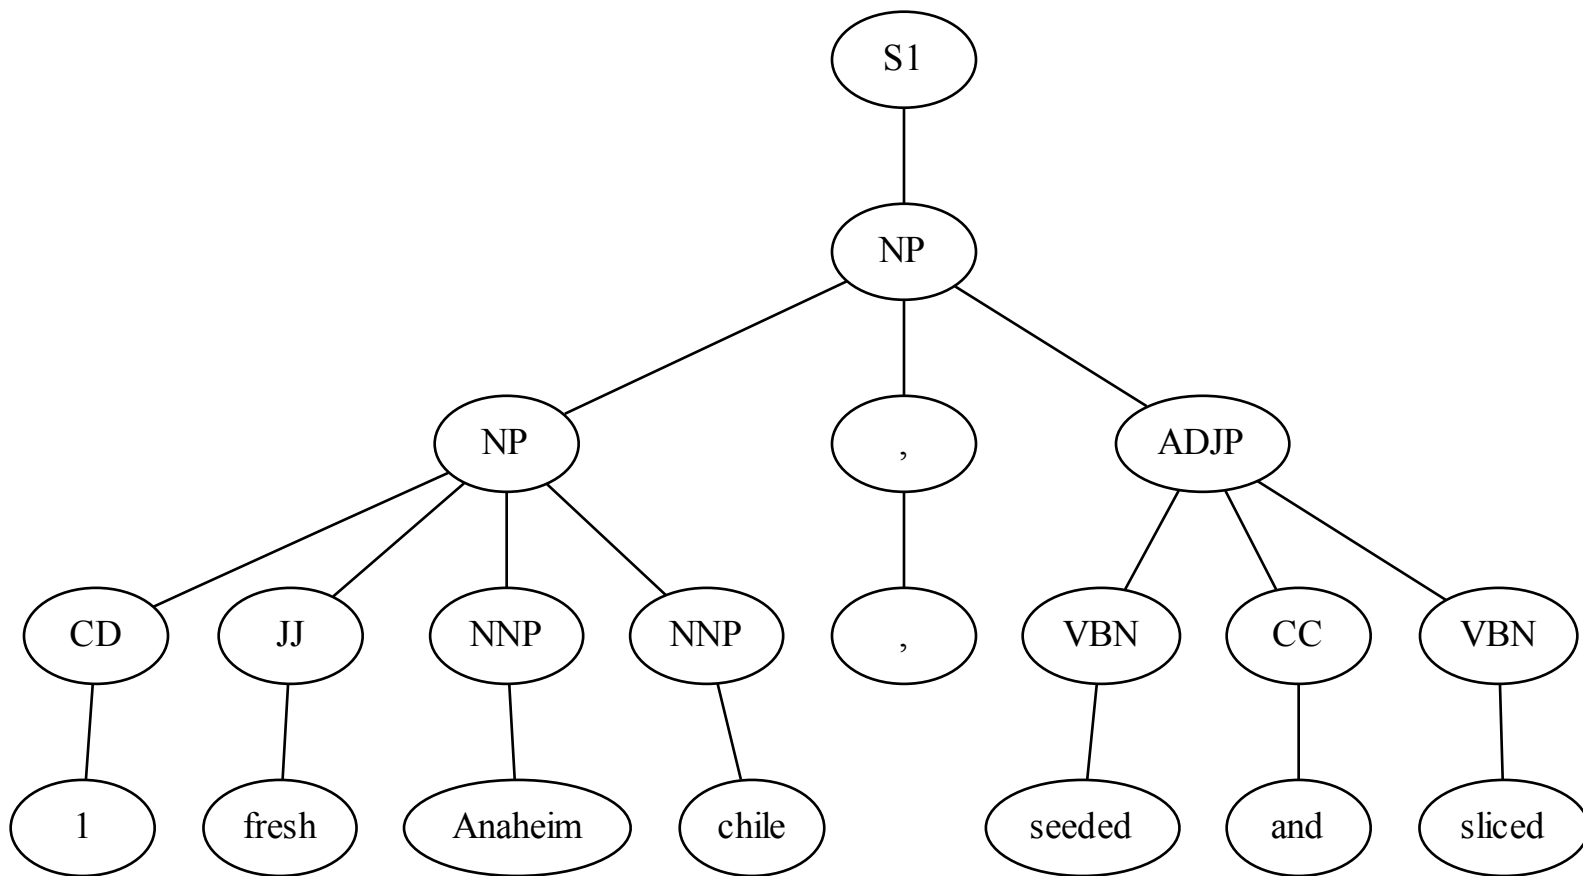 S1
NP
NP , ADJP
CD JJ NNP NNP , VBN CC VBN
1 fresh Anaheim chile seeded and sliced